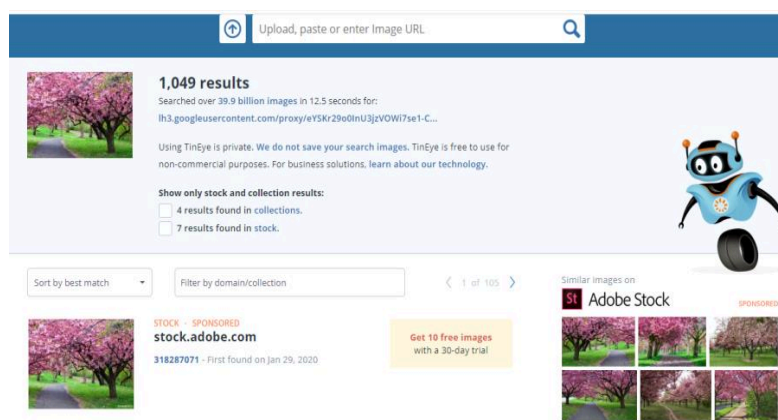 Upload, paste or enter Image URL
1,049 results
Searched over 39.9 billion images in 12.5 seconds for:
lh3.googleusercontent.com/proxy/eYSKr29o0InU3jzVOWi7se1-C...
Using TinEye is private. We do not save your search images. TinEye is free to use for
non-commercial purposes. For business solutions, learn about our technology.
Show only stock and collection results:
4 results found in collections.
7 results found in stock.
Sort by best match
Filter by domain/collection
1 of 105
Similar images on
St Adobe Stock
SPONSORED
STOCK - SPONSORED
stock.adobe.com
318287071 - First found on Jan 29, 2020
Get 10 free images
with a 30-day trial